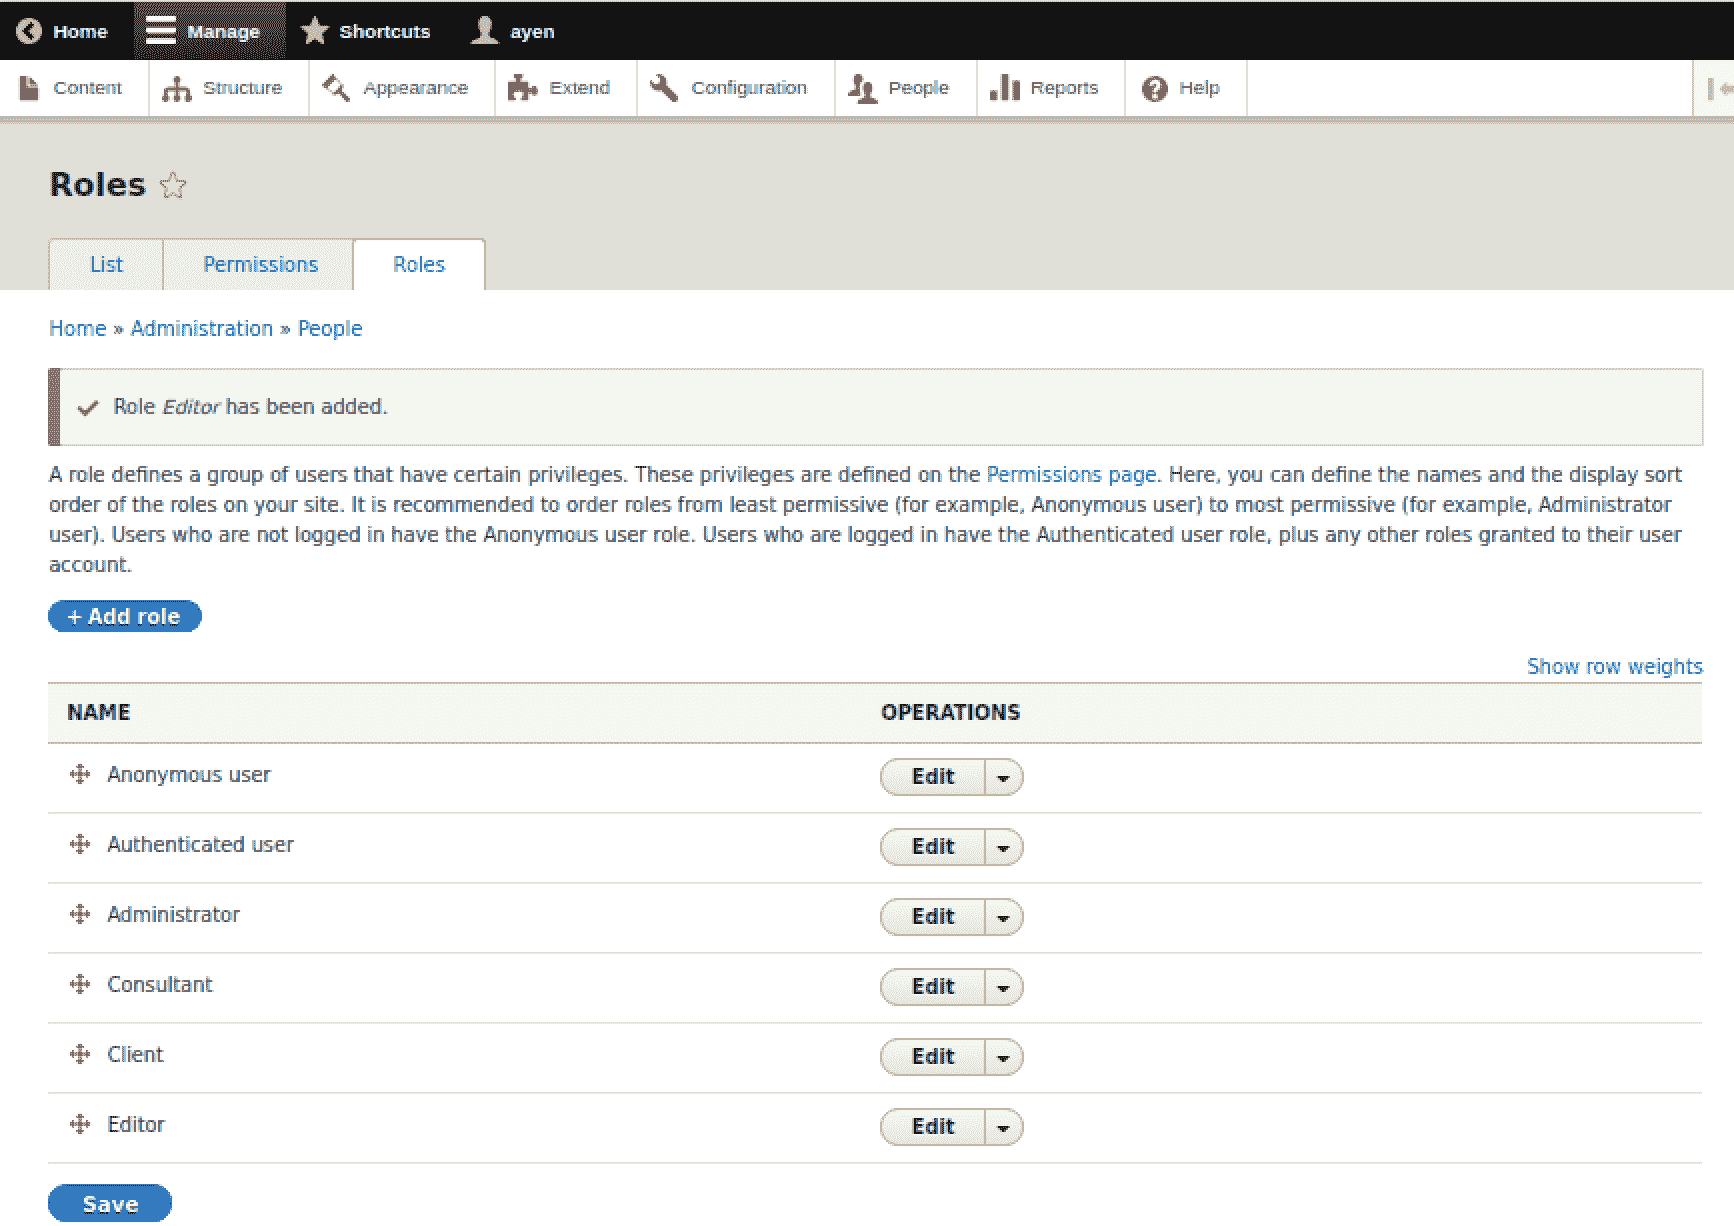 Home Manage Shortcuts ayen
Content Structure Appearance Extend Configuration People Reports Help
Roles
List Permissions Roles
Home » Administration » People
Role Editor has been added.
A role defines a group of users that have certain privileges. These privileges are defined on the Permissions page. Here, you can define the names and the display sort
order of the roles on your site. It is recommended to order roles from least permissive (for example, Anonymous user) to most permissive (for example, Administrator
user). Users who are not logged in have the Anonymous user role. Users who are logged in have the Authenticated user role, plus any other roles granted to their user
account.
+ Add role
Show row weights
NAME OPERATIONS
Anonymous user Edit
Authenticated user Edit
Administrator Edit
Consultant Edit
Client Edit
Editor Edit
Save